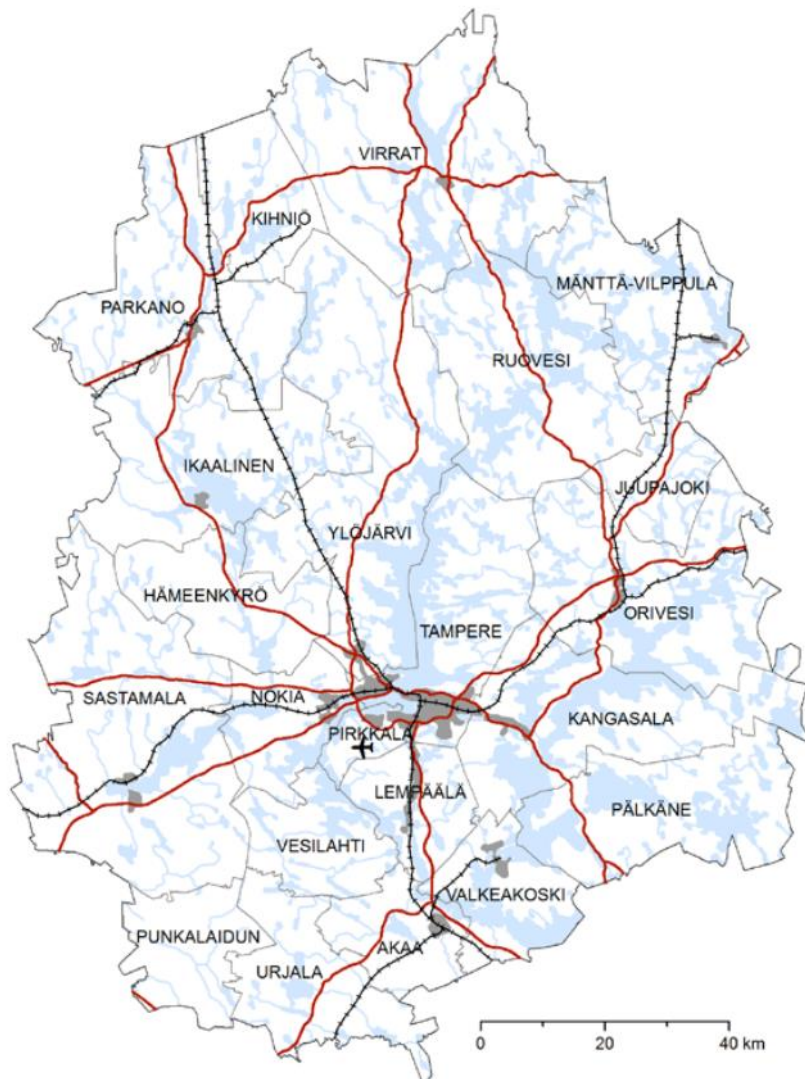 VIRRAT
KIHNIÖ
MÄNTTÄ-VILPPULA
PARKANO
RUOVESI
IKAALINEN
JUUPAJOKI
YLÖJÄRVI
HÄMEENKYRÖ
ORIVESI
TAMPERE
SASTAMALA
NOKIA
KANGASALA
PIRKKALA
LEMPÄÄLÄ
PÄLKÄNE
VESILAHTI
VALKEAKOSKI
PUNKALAIDUN
AKAA
URJALA
0 20 40 km